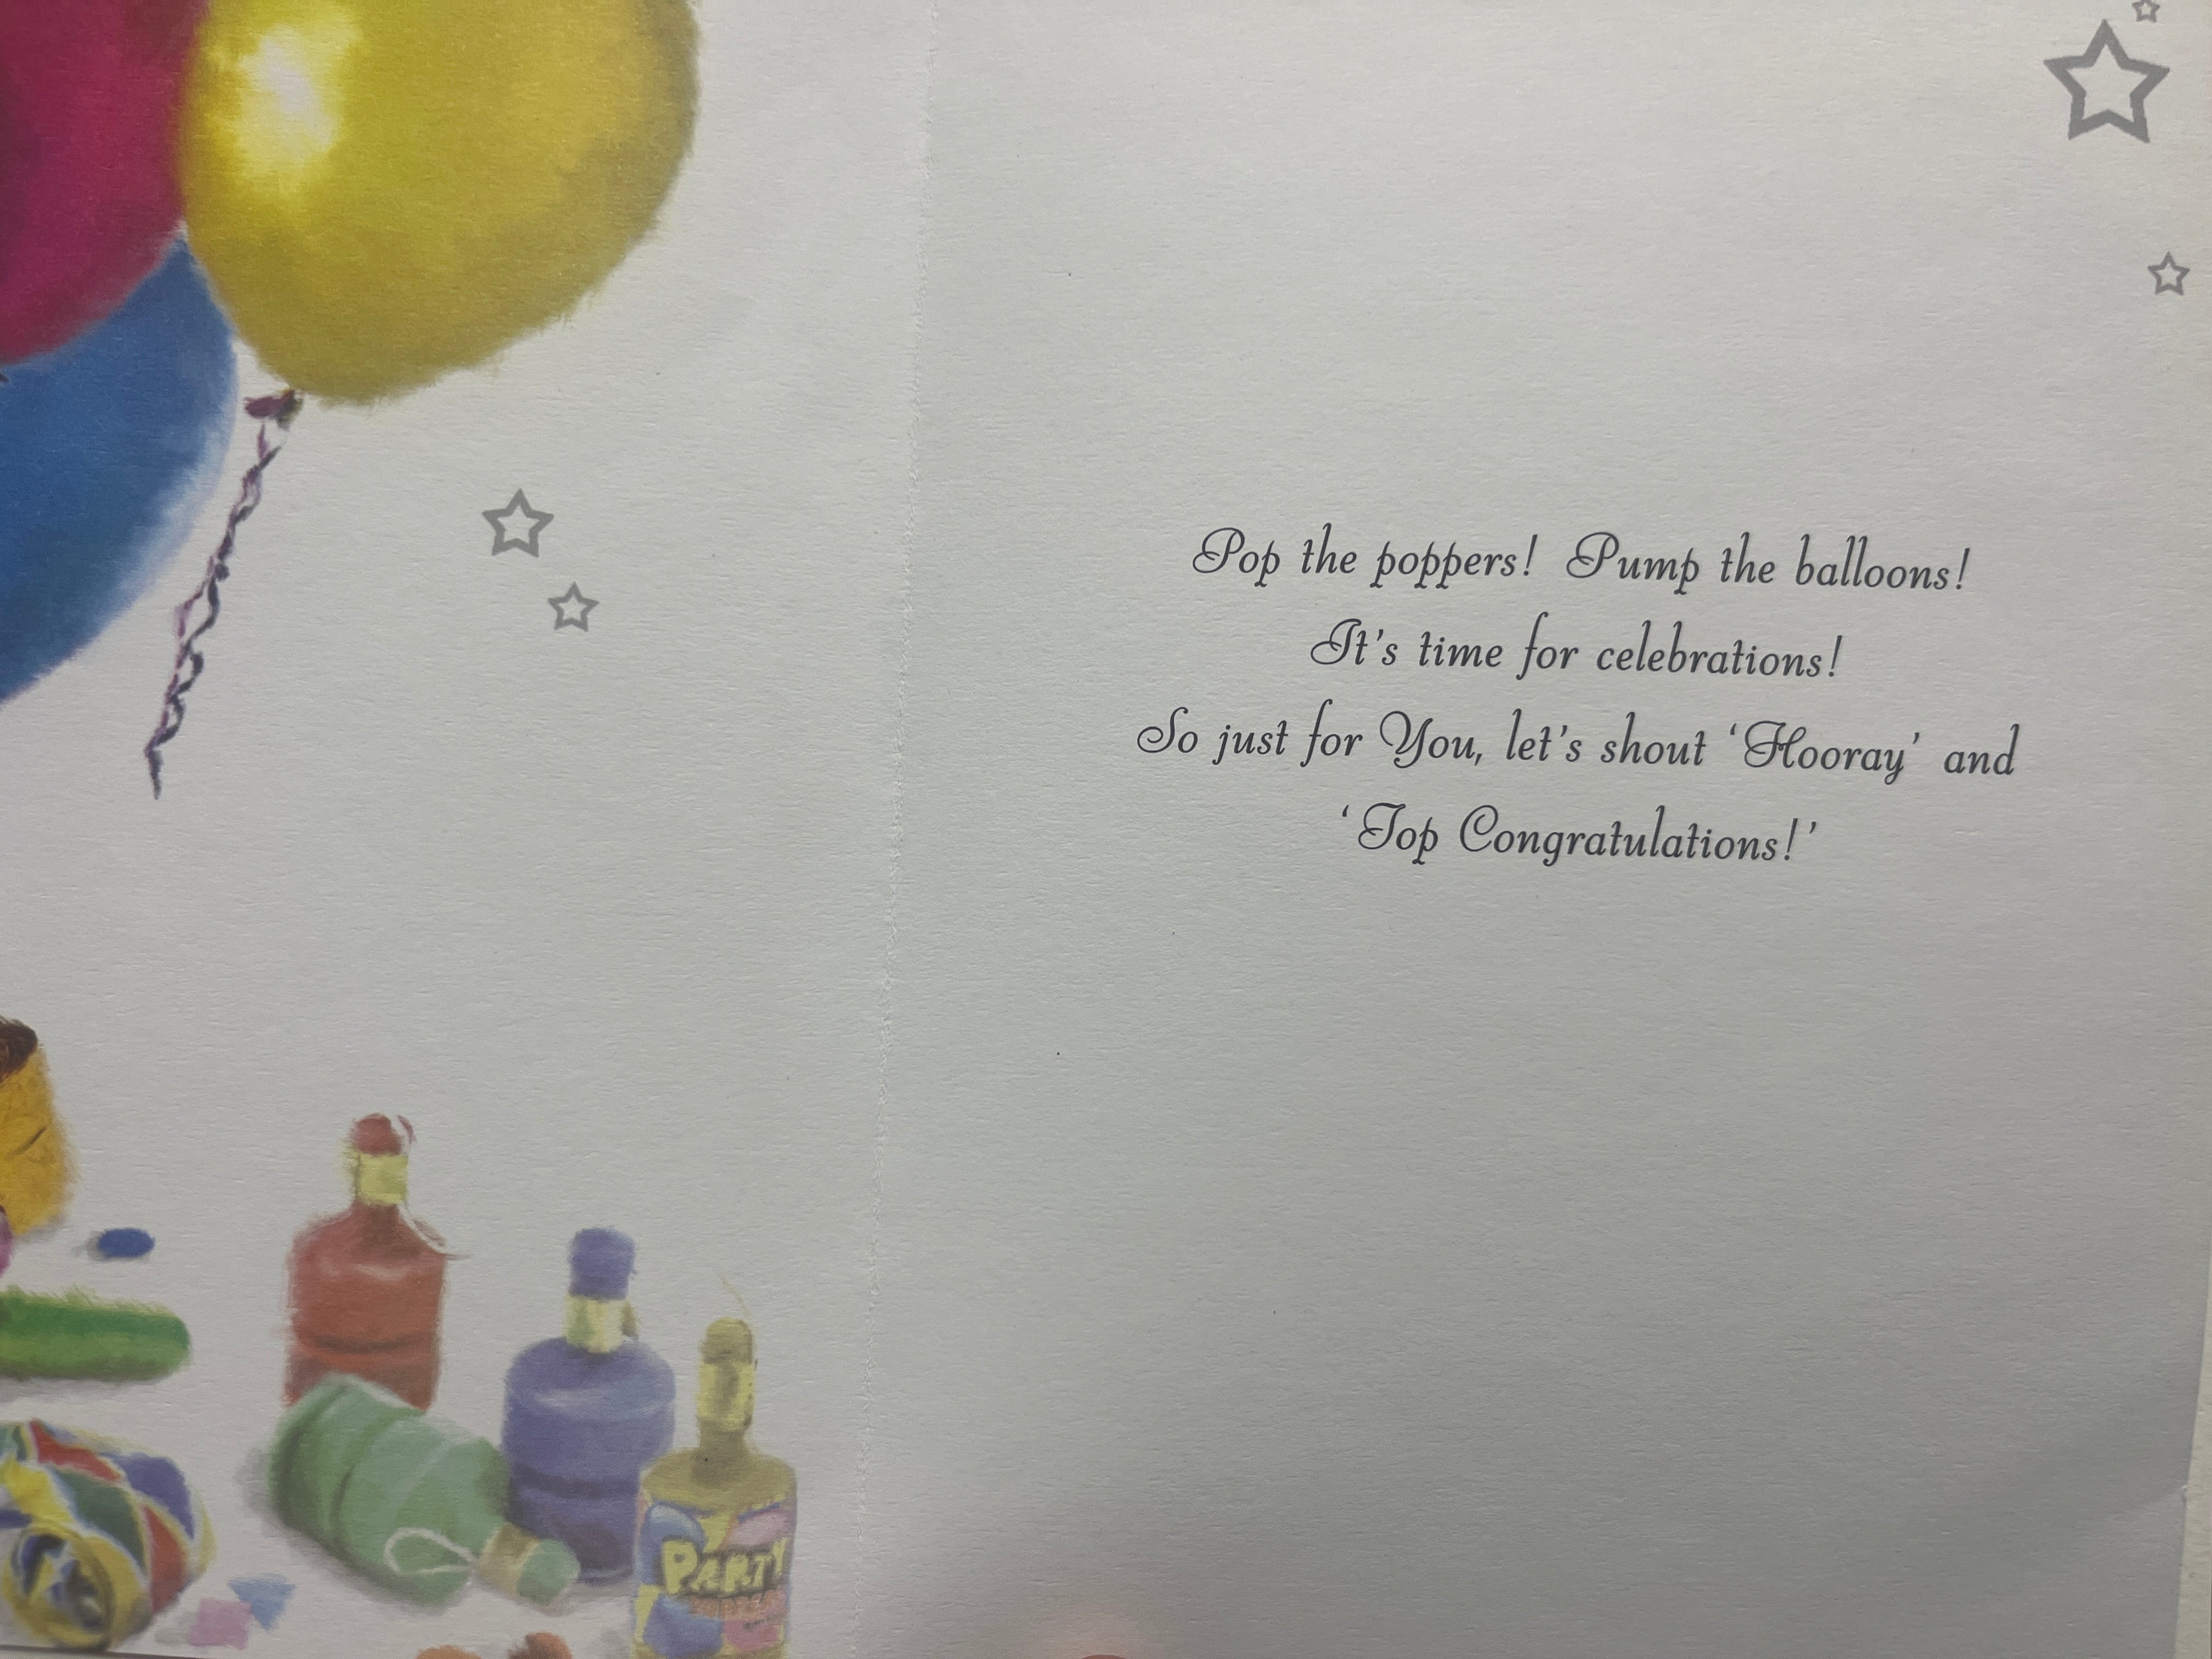 Pop the poppers! Pump the balloons!
It's time for celebrations!
So just for You, let's shout ‘Hooray’ and
‘Top Congratulations!’
PARTY